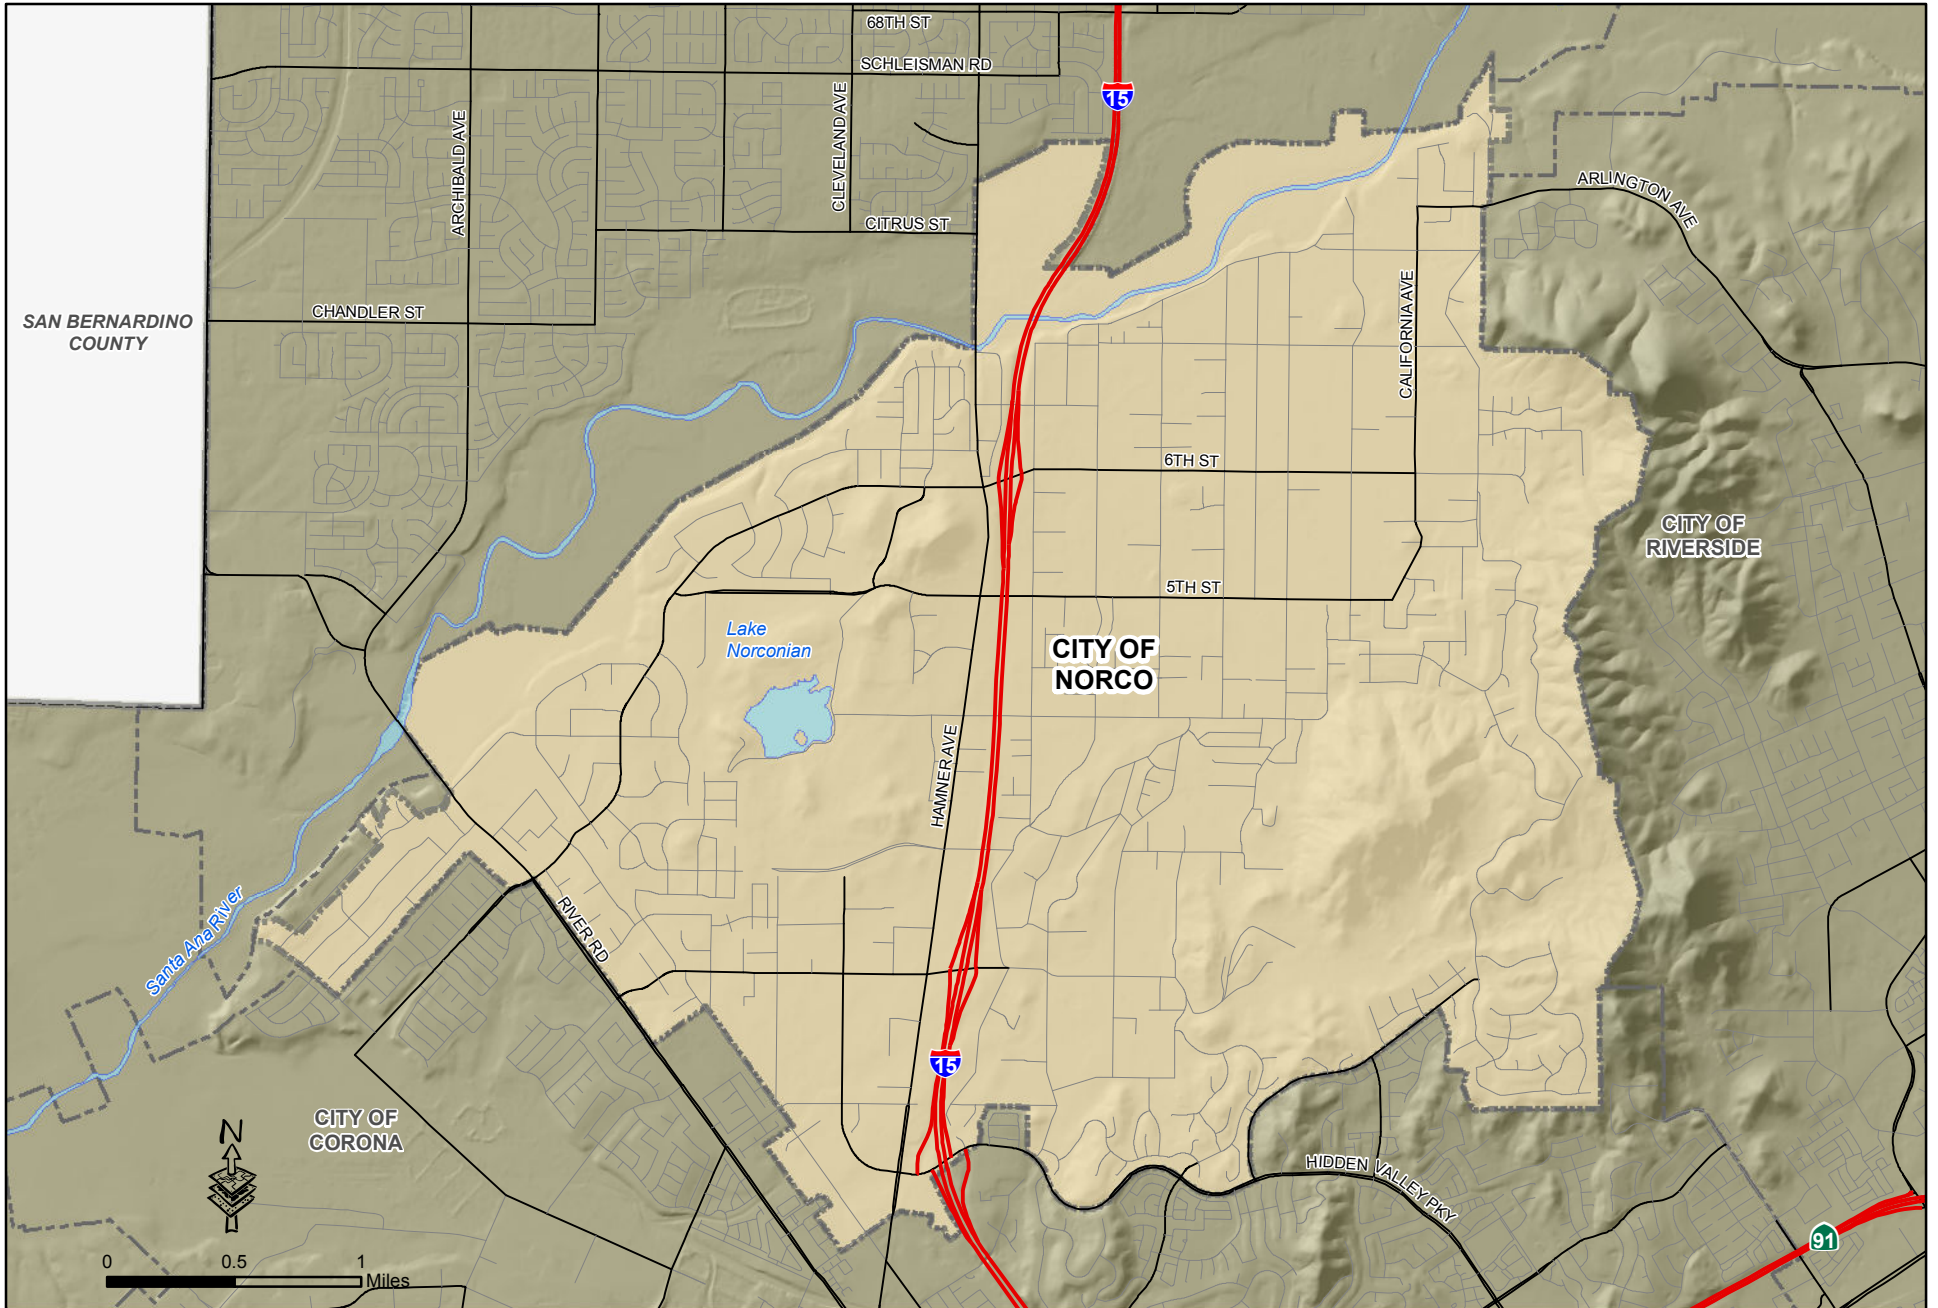 68TH ST
SCHLEISMAN RD
15
ARCHIBALD AVE
CLEVELAND AVE
ARLINGTON AVE
CITRUS ST
CALIFORNIA AVE
CHANDLER ST
SAN BERNARDINO
COUNTY
6TH ST
CITY OF
RIVERSIDE
5TH ST
Lake
Norconian
CITY OF
NORCO
HAMNER AVE
Santa Ana River
RIVER RD
15
CITY OF
CORONA
N
HIDDEN VALLEY PKY
91
0 0.5 1
Miles